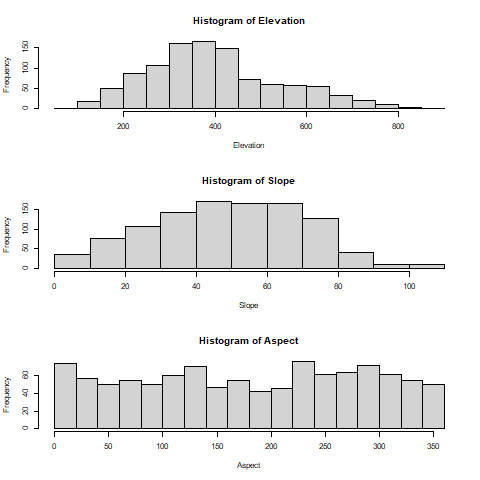 Histogram of Elevation
Frequency
0 50 150
200 400 600 800
Elevation
Histogram of Slope
Frequency
0 50 150
0 20 40 60 80 100
Slope
Histogram of Aspect
Frequency
0 20 40 60
0 50 100 150 200 250 300 350
Aspect